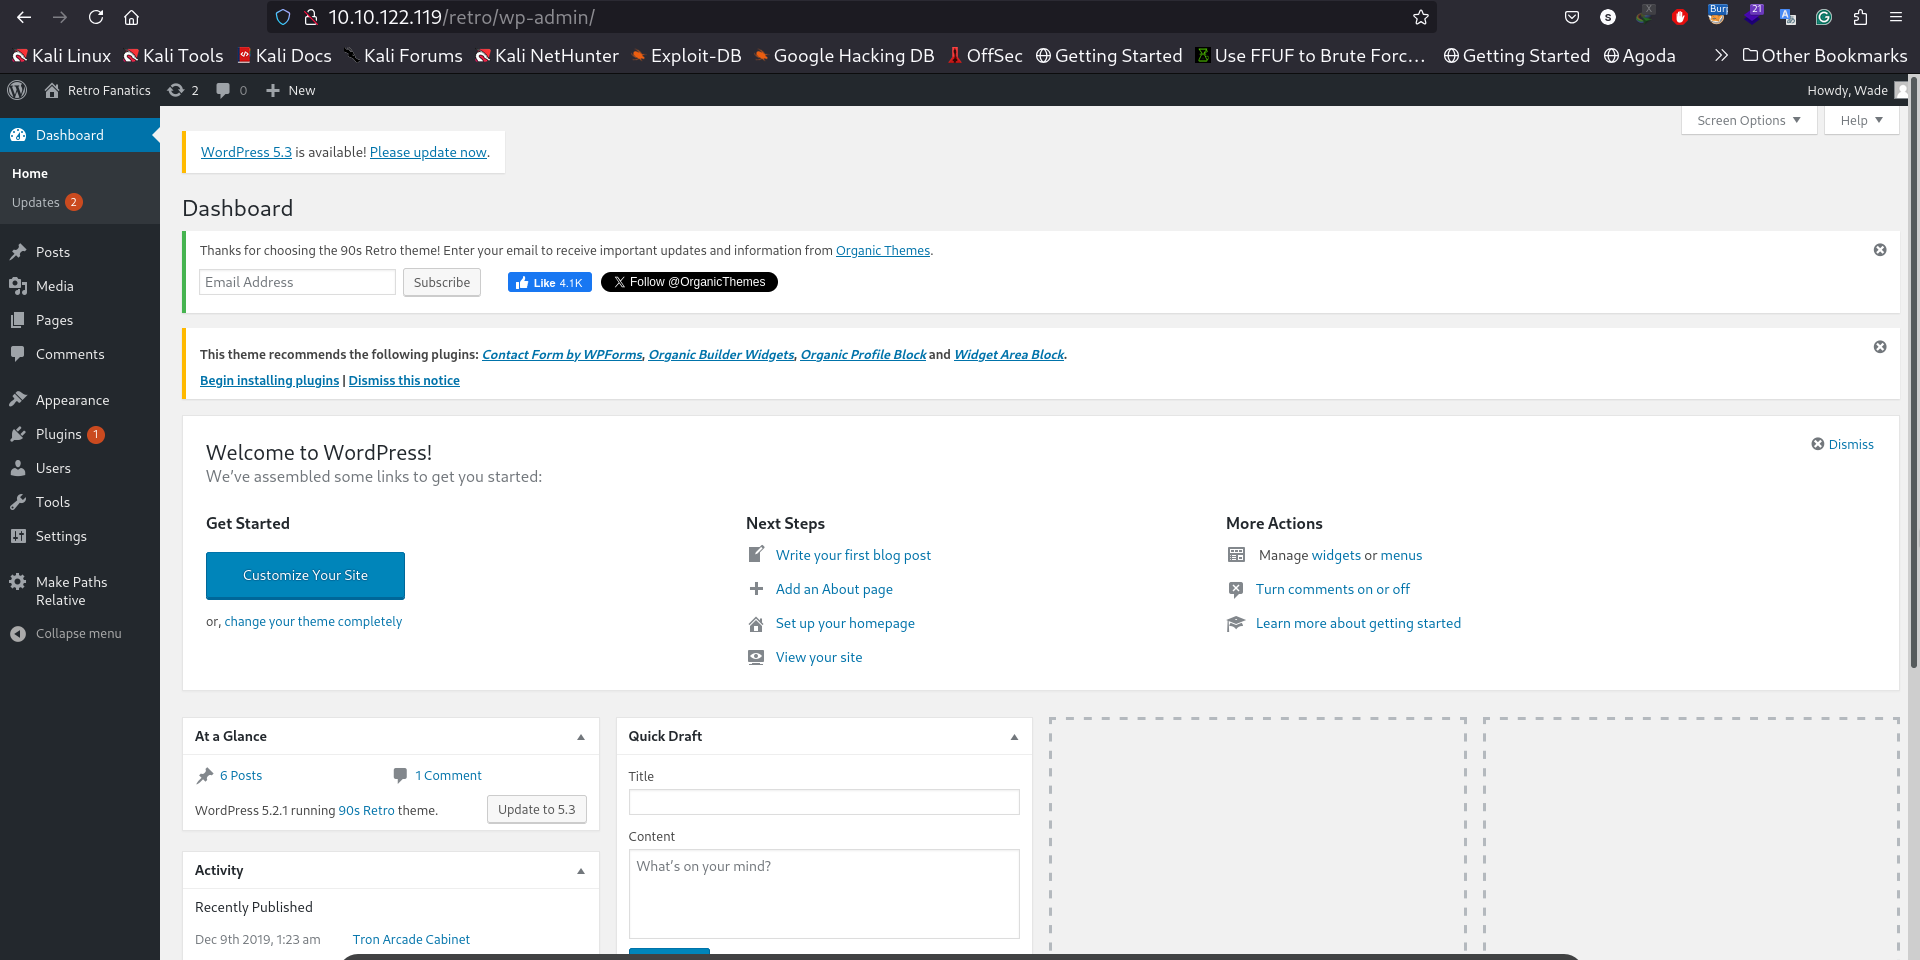 10.10.122.119/retro/wp-admin/
S X Burp 21
Kali Linux Kali Tools Kali Docs Kali Forums Kali NetHunter Exploit-DB Google Hacking DB OffSec Getting Started Use FFUF to Brute Forc… Getting Started Agoda Other Bookmarks
Retro Fanatics 2 0 New Howdy, Wade
Dashboard
Home
Updates 2
Posts
Media
Pages
Comments
Appearance
Plugins 1
Users
Tools
Settings
Make Paths
Relative
Collapse menu
Screen Options Help
WordPress 5.3 is available! Please update now.
Dashboard
Thanks for choosing the 90s Retro theme! Enter your email to receive important updates and information from Organic Themes.
Email Address Subscribe Like 4.1K Follow @OrganicThemes
This theme recommends the following plugins: Contact Form by WPForms, Organic Builder Widgets, Organic Profile Block and Widget Area Block.
Begin installing plugins | Dismiss this notice
Welcome to WordPress! Dismiss
We’ve assembled some links to get you started:
Get Started
Customize Your Site
or, change your theme completely
Next Steps
Write your first blog post
Add an About page
Set up your homepage
View your site
More Actions
Manage widgets or menus
Turn comments on or off
Learn more about getting started
At a Glance
6 Posts 1 Comment
WordPress 5.2.1 running 90s Retro theme. Update to 5.3
Activity
Recently Published
Dec 9th 2019, 1:23 am Tron Arcade Cabinet
Quick Draft
Title
Content
What’s on your mind?